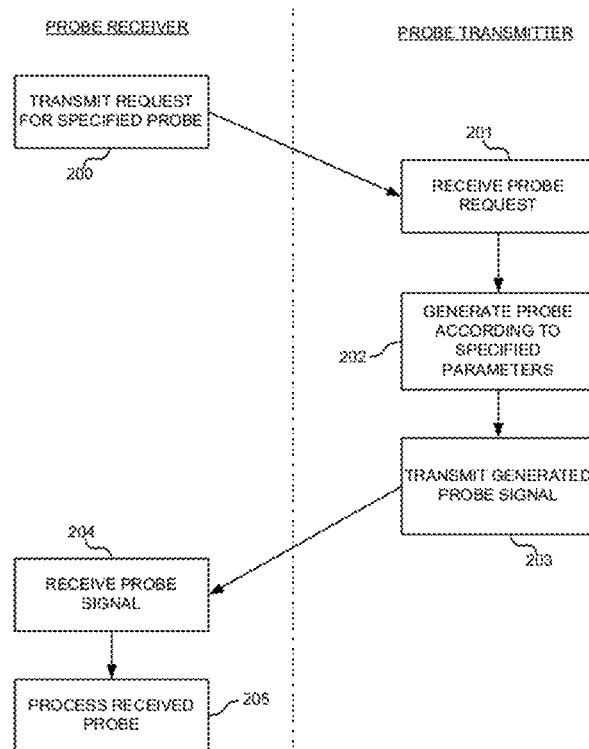 PROBE RECEIVER
PROBE TRANSMITTER
TRANSMIT REQUEST
FOR SPECIFIED PROBE
200
201
RECEIVE PROBE
REQUEST
GENERATE PROBE
ACCORDING TO
SPECIFIED
PARAMETERS
202
TRANSMIT GENERATED
PROBE SIGNAL
203
204
RECEIVE PROBE
SIGNAL
PROCESS RECEIVED
PROBE
205